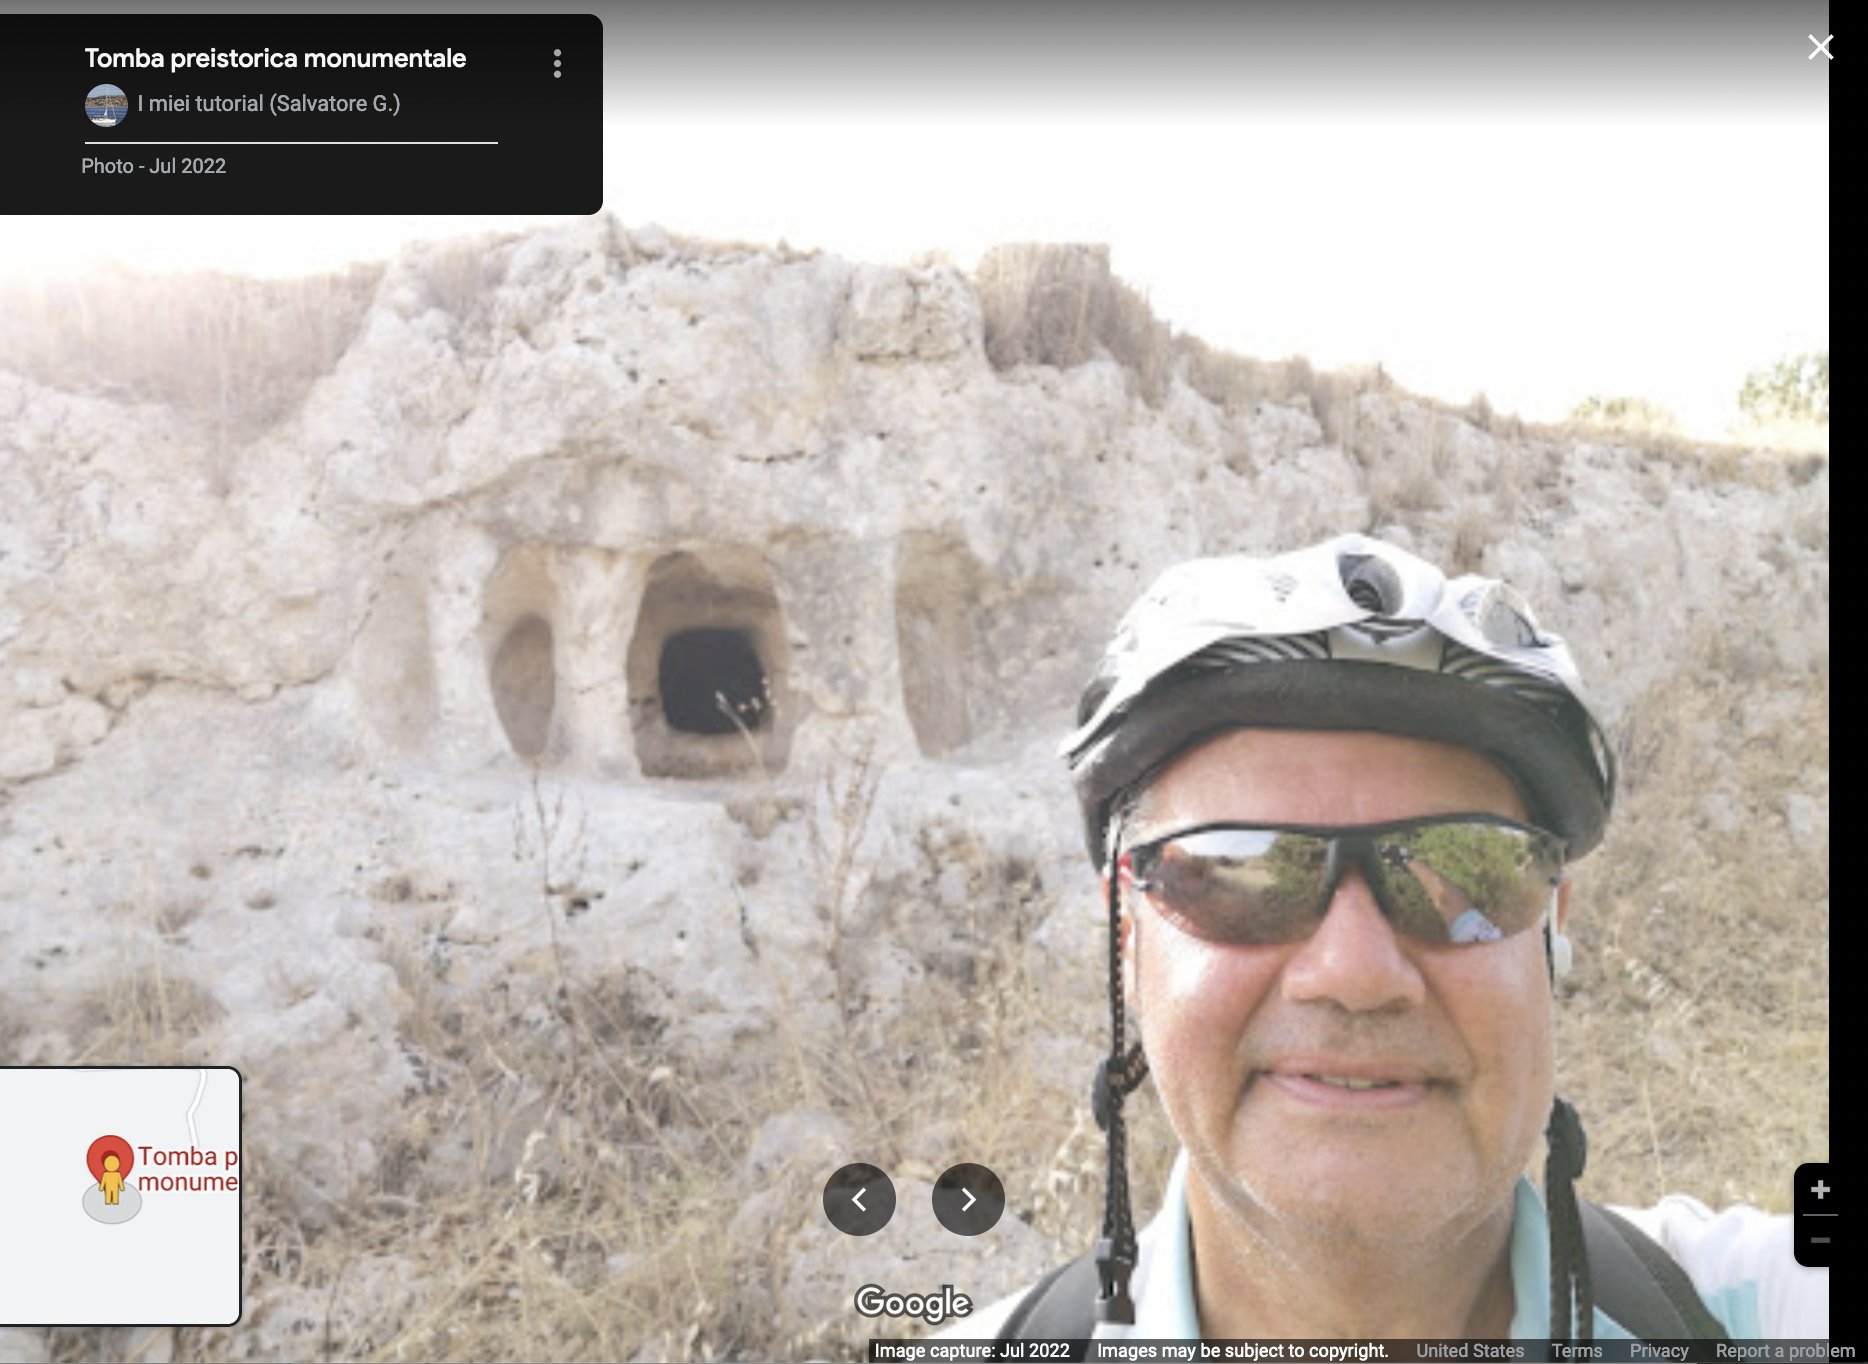 Tomba preistorica monumentale
I miei tutorial (Salvatore G.)
Photo - Jul 2022
Tomba p
monume
Google
Image capture: Jul 2022 Images may be subject to copyright. United States Terms Privacy Report a problem